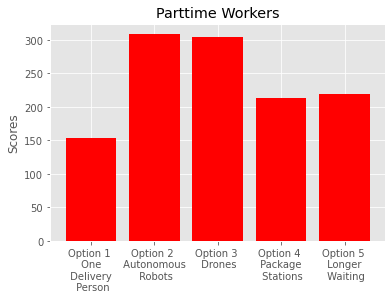 Parttime Workers
Scores
300
250
200
150
100
50
0
Option 1
One
Delivery
Person
Option 2
Autonomous
Robots
Option 3
Drones
Option 4
Package
Stations
Option 5
Longer
Waiting